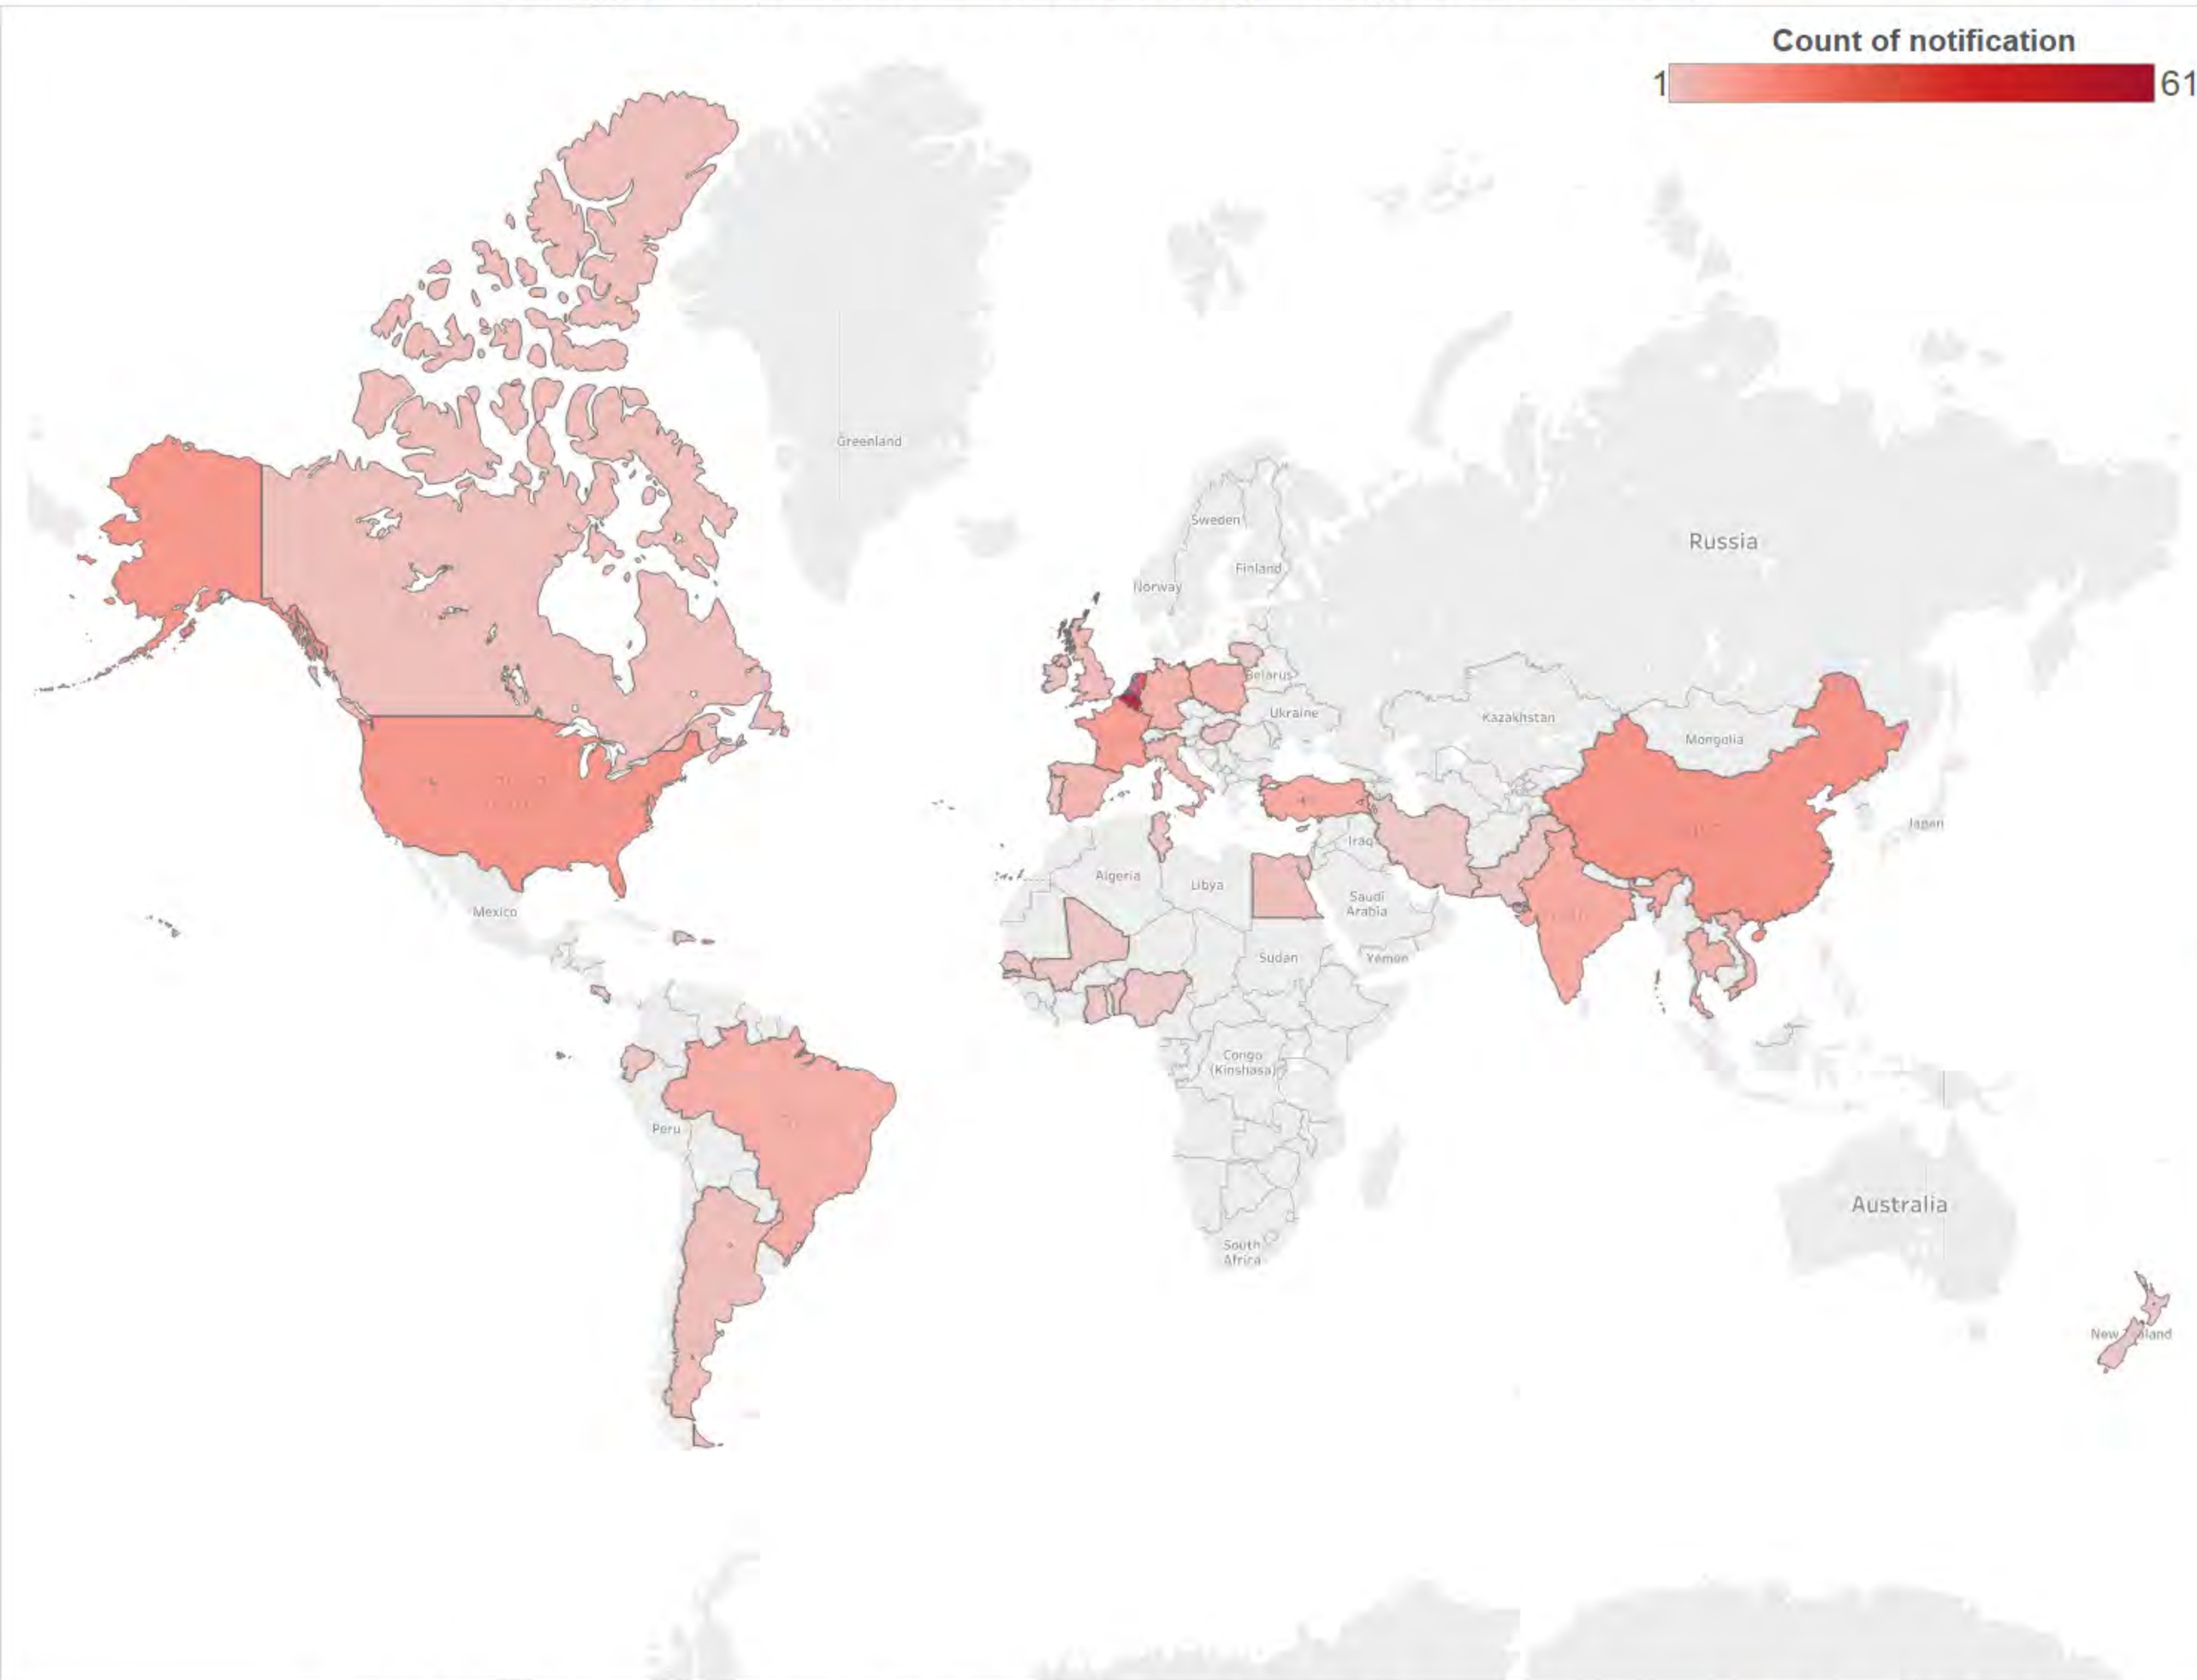 Count of notification
1
61
Greenland
Sweden
Finland
Norway
Russia
Belarus
Ukraine
Kazakhstan
Mongolia
Japan
Algeria
Libya
Iraq
Saudi
Arabia
Mexico
Sudan
Yemen
Congo
(Kinshasa)
Peru
Australia
South
Africa
New